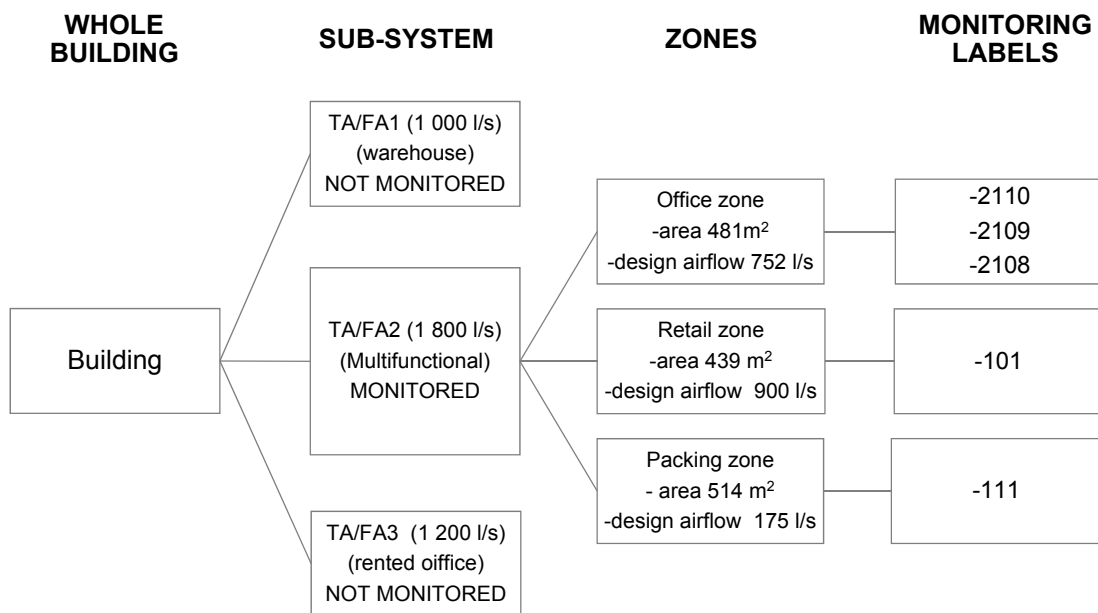 WHOLE
BUILDING
SUB-SYSTEM
ZONES
MONITORING
LABELS
Building
TA/FA1 (1 000 l/s)
(warehouse)
NOT MONITORED
TA/FA2 (1 800 l/s)
(Multifunctional)
MONITORED
TA/FA3 (1 200 l/s)
(rented oiffice)
NOT MONITORED
Office zone
-area 481m²
-design airflow 752 l/s
Retail zone
-area 439 m²
-design airflow 900 l/s
Packing zone
- area 514 m²
-design airflow 175 l/s
-2110
-2109
-2108
-101
-111